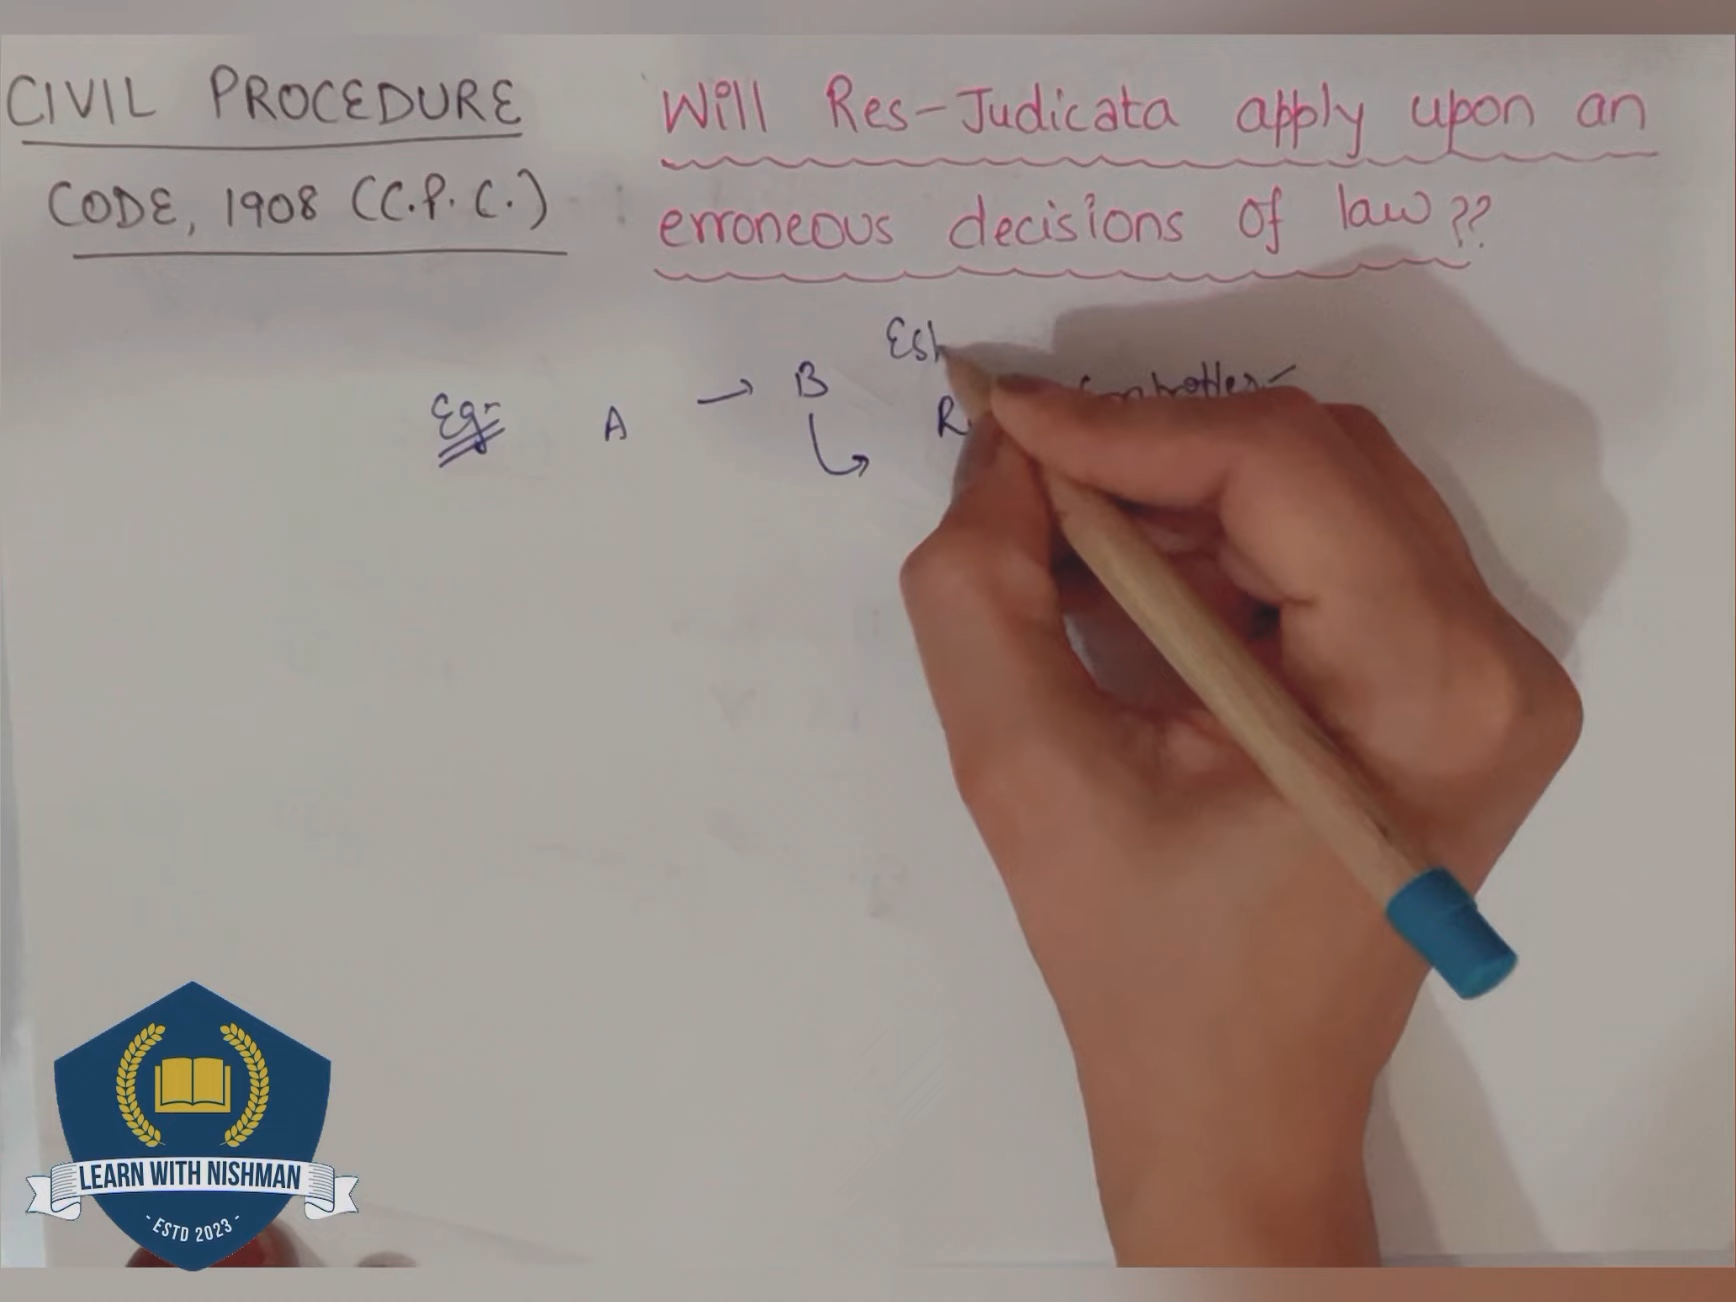 CIVIL PROCEDURE
CODE, 1908 (C.P.C.)
Will Res-Judicata apply upon an
erroneous decisions of law??
Eg:-
A → B
LEARN WITH NISHMAN
- ESTD 2023 -